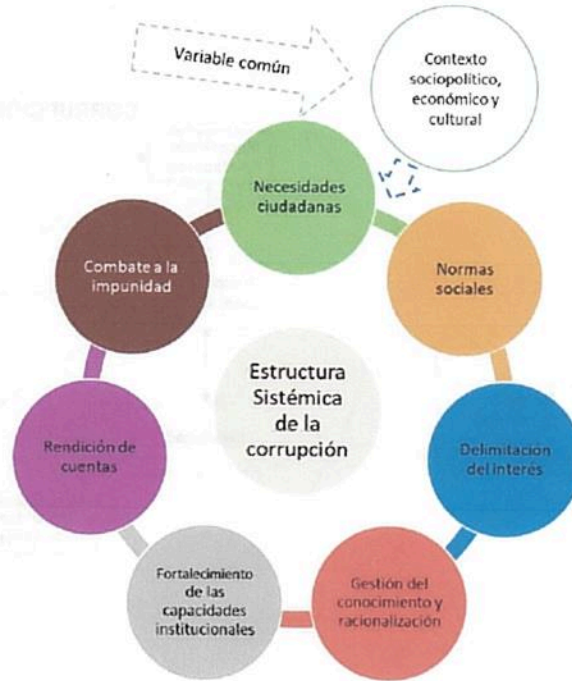 Variable común
Contexto
sociopolítico,
económico y
cultural
Necesidades
ciudadanas
Normas
sociales
Delimitación
del interés
Gestión del
conocimiento y
racionalización
Fortalecimiento
de las
capacidades
institucionales
Rendición de
cuentas
Combate a la
impunidad
Estructura
Sistémica
de la
corrupción